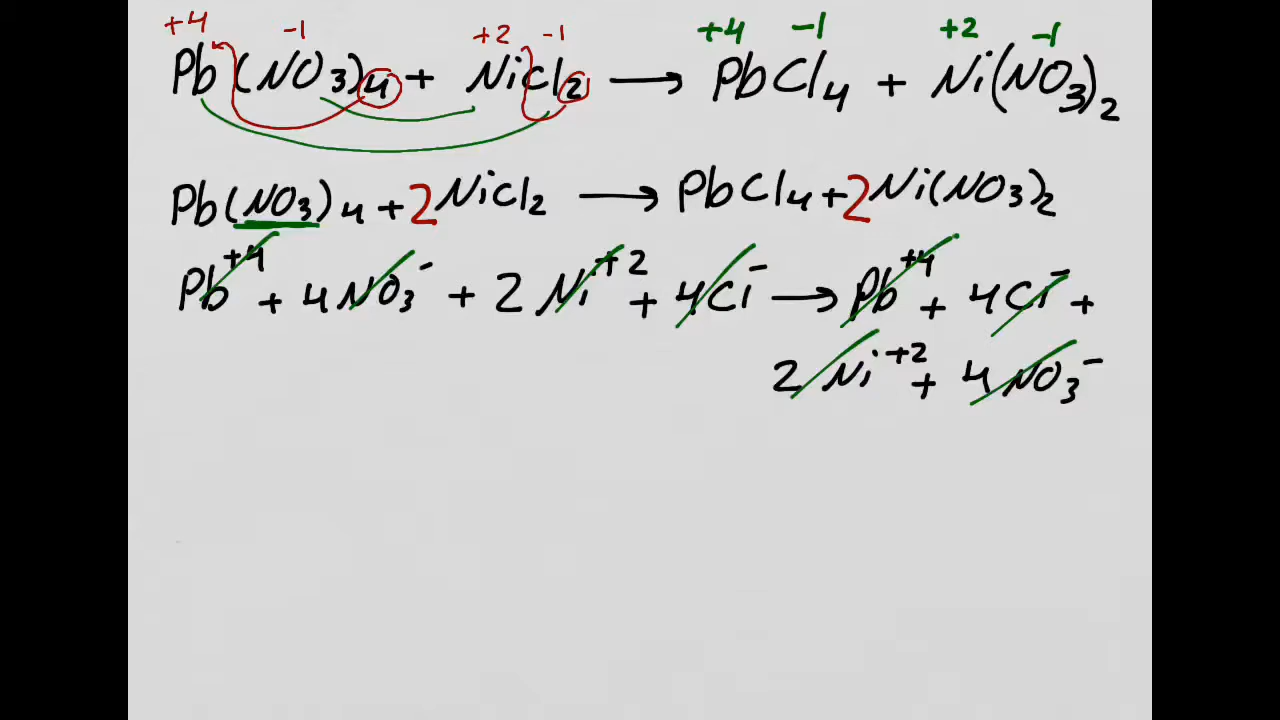 +4 -1 +2 -1 +4 -1 +2 -1
Pb(NO₃)₄ + NiCl₂ → PbCl₄ + Ni(NO₃)₂
Pb(NO₃)₄ + 2NiCl₂ → PbCl₄ + 2Ni(NO₃)₂
Pb⁺⁴ + 4NO₃⁻ + 2Ni⁺² + 4Cl⁻ → Pb⁺⁴ + 4Cl⁻ +
2Ni⁺² + 4NO₃⁻